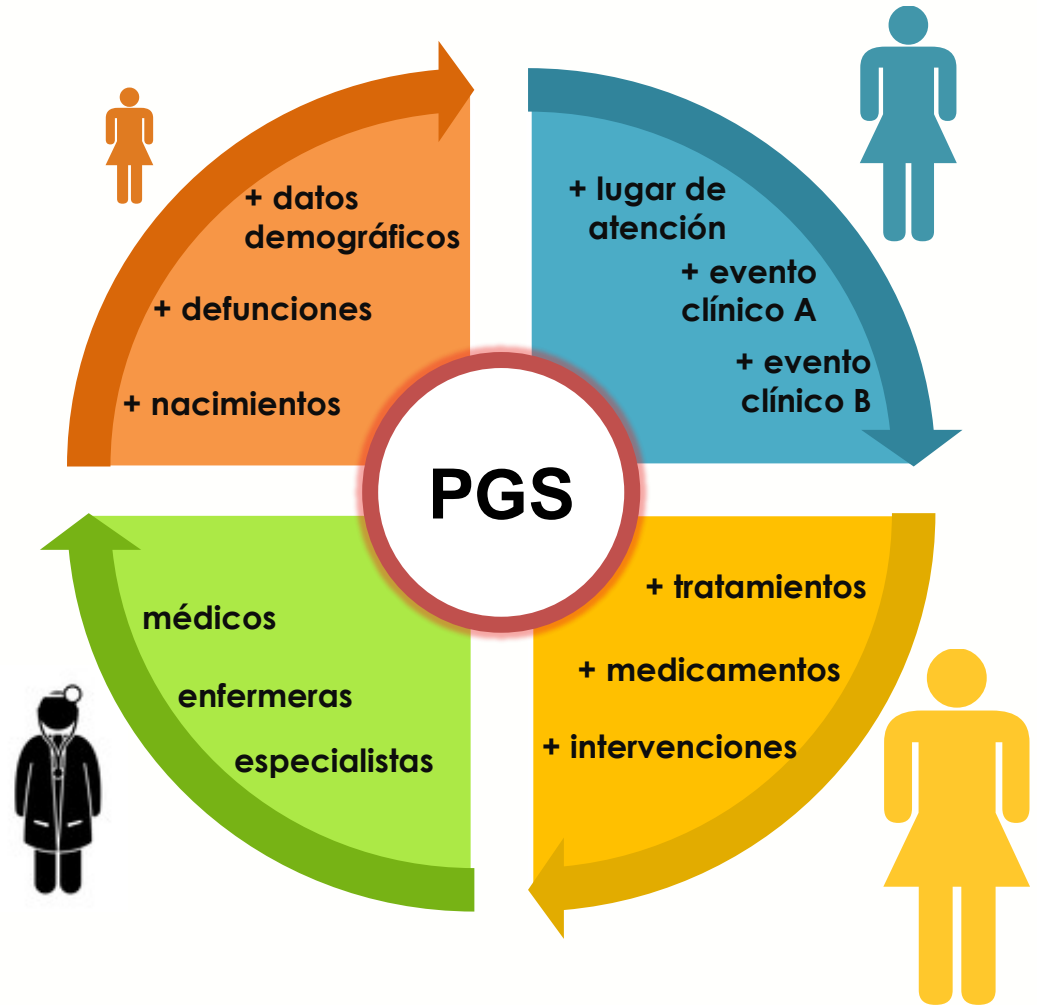 + datos
demográficos
+ defunciones
+ nacimientos
+ lugar de
atención
+ evento
clínico A
+ evento
clínico B
PGS
médicos
enfermeras
especialistas
+ tratamientos
+ medicamentos
+ intervenciones